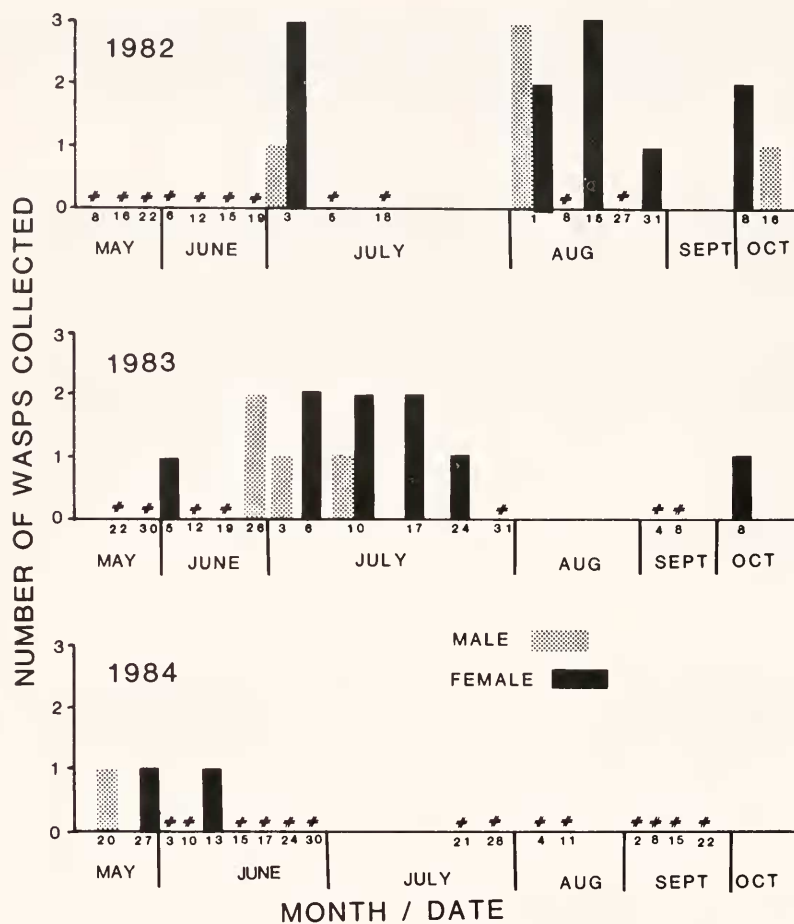 NUMBER OF WASPS COLLECTED
1982
3
2
1
0
* * * * * * * * * * *
8 16 22 6 12 15 19 3 6 18 1 8 15 27 31 8 16
MAY JUNE JULY AUG SEPT OCT
1983
3
2
1
0
* * * * * * *
22 30 5 12 19 26 3 6 10 17 24 31 4 8 8
MAY JUNE JULY AUG SEPT OCT
MALE
FEMALE
1984
3
2
1
0
* * * * * * * * * * * * * *
20 27 3 10 13 15 17 24 30 21 28 4 11 2 8 15 22
MAY JUNE JULY AUG SEPT OCT
MONTH / DATE